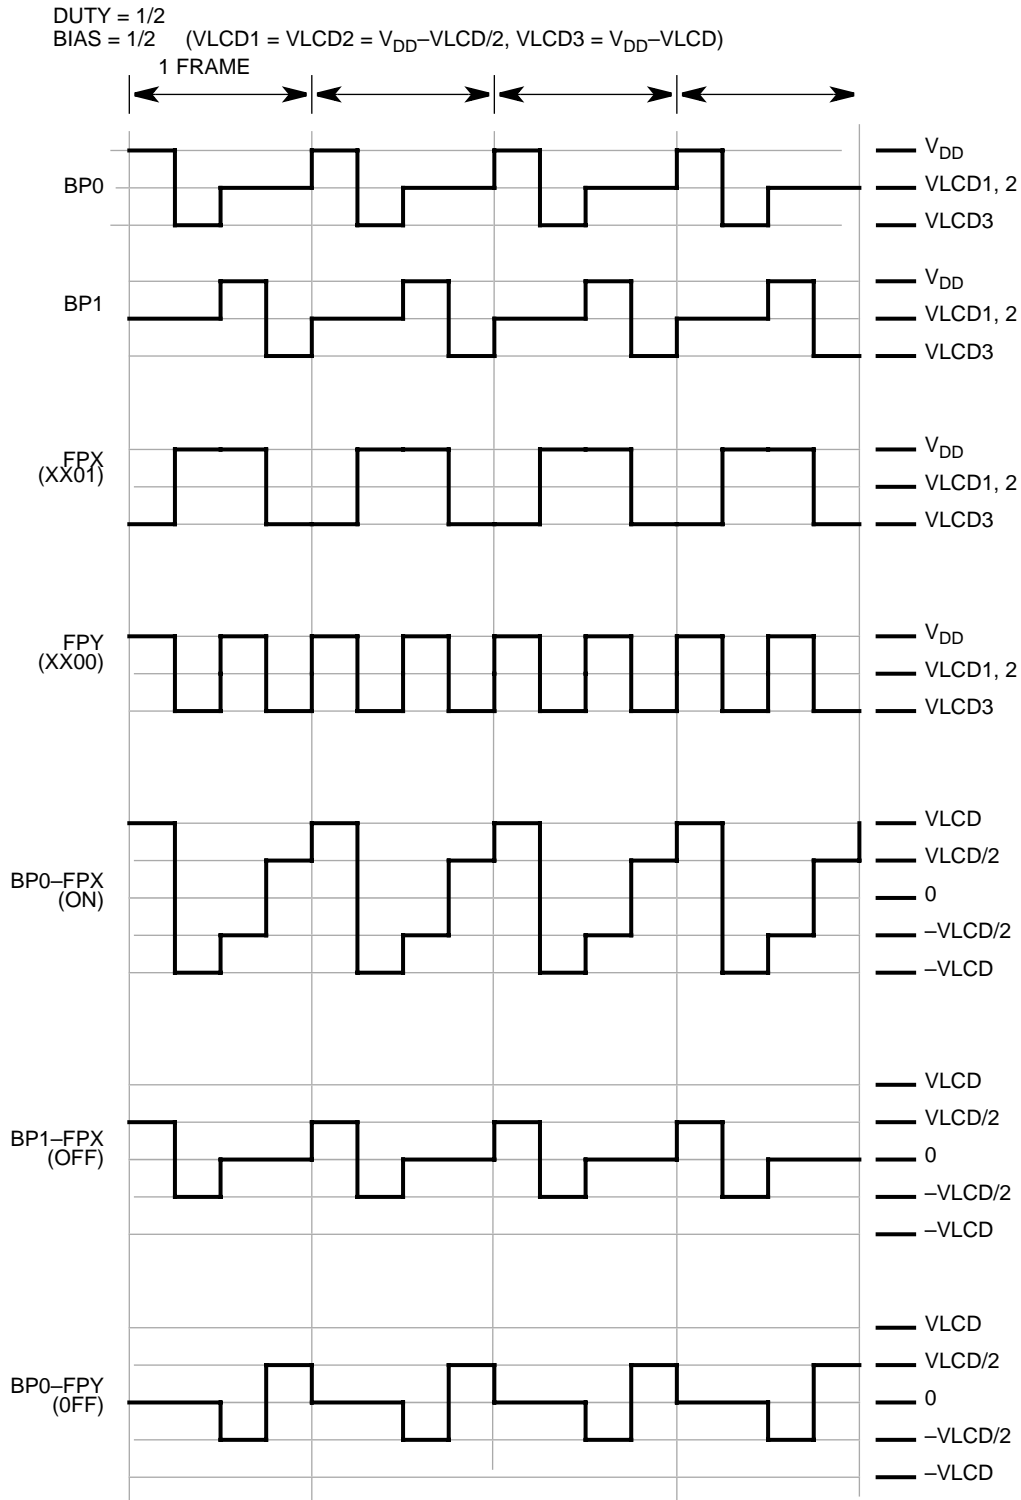 DUTY = 1/2
BIAS = 1/2 (VLCD1 = VLCD2 = VDD–VLCD/2, VLCD3 = VDD–VLCD)
1 FRAME
BP0
VDD
VLCD1, 2
VLCD3
BP1
VDD
VLCD1, 2
VLCD3
FPX
(XX01)
VDD
VLCD1, 2
VLCD3
FPY
(XX00)
VDD
VLCD1, 2
VLCD3
BP0–FPX
(ON)
VLCD
VLCD/2
0
–VLCD/2
–VLCD
BP1–FPX
(OFF)
VLCD
VLCD/2
0
–VLCD/2
–VLCD
BP0–FPY
(0FF)
VLCD
VLCD/2
0
–VLCD/2
–VLCD